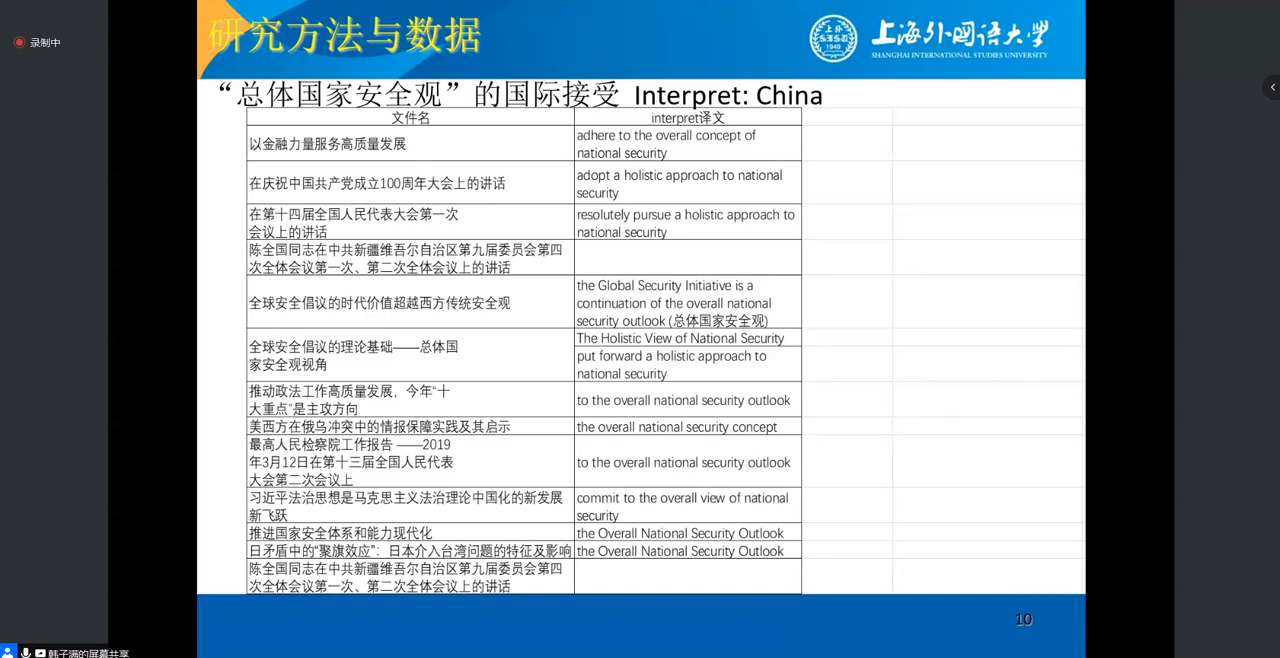 录制中
研究方法与数据
上外
SISU
1949
上海外国语大学
SHANGHAI INTERNATIONAL STUDIES UNIVERSITY
“总体国家安全观”的国际接受 Interpret: China
文件名
interpret译文
以金融力量服务高质量发展
adhere to the overall concept of
national security
在庆祝中国共产党成立100周年大会上的讲话
adopt a holistic approach to national
security
在第十四届全国人民代表大会第一次
会议上的讲话
resolutely pursue a holistic approach to
national security
陈全国同志在中共新疆维吾尔自治区第九届委员会第四
次全体会议第一次、第二次全体会议上的讲话
全球安全倡议的时代价值超越西方传统安全观
the Global Security Initiative is a
continuation of the overall national
security outlook (总体国家安全观)
全球安全倡议的理论基础——总体国
家安全观视角
The Holistic View of National Security
put forward a holistic approach to
national security
推动政法工作高质量发展，今年“十
大重点”是主攻方向
to the overall national security outlook
美西方在俄乌冲突中的情报保障实践及其启示
the overall national security concept
最高人民检察院工作报告 ——2019
年3月12日在第十三届全国人民代表
大会第二次会议上
to the overall national security outlook
习近平法治思想是马克思主义法治理论中国化的新发展
新飞跃
commit to the overall view of national
security
推进国家安全体系和能力现代化
the Overall National Security Outlook
日矛盾中的“聚旗效应”：日本介入台湾问题的特征及影响
the Overall National Security Outlook
陈全国同志在中共新疆维吾尔自治区第九届委员会第四
次全体会议第一次、第二次全体会议上的讲话
10
韩子满的屏幕共享